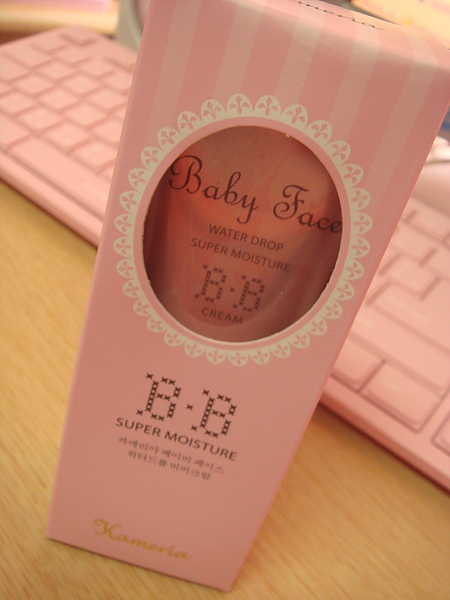 Kameria
Baby Face
WATER DROP
SUPER MOISTURE
B·B
CREAM
B·B
SUPER MOISTURE
카메리아 베이비 페이스
워터드롭 비비크림
Kameria